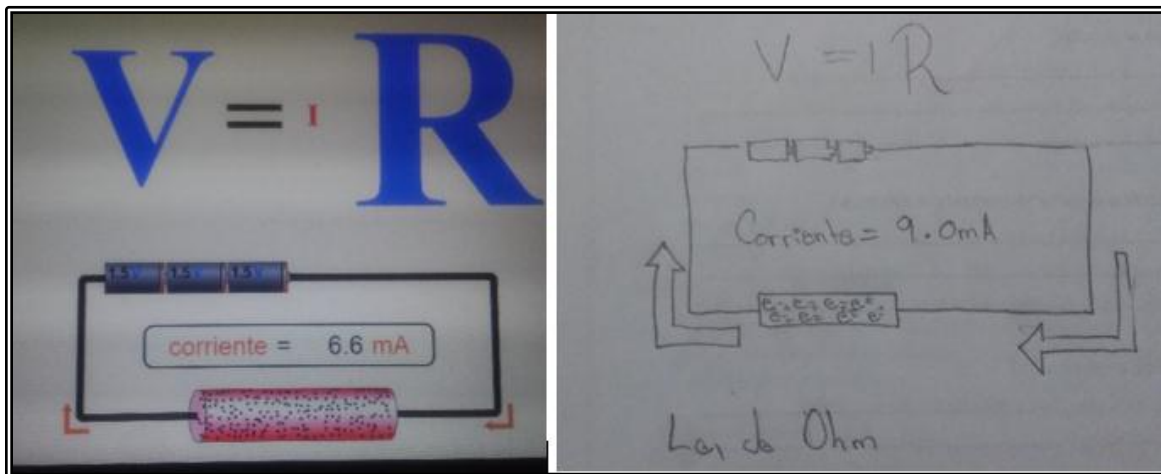 V = I R
1.5 V 1.5 V 1.5 V
corriente = 6.6 mA
V = I R
Corriente = 9.0mA
e- e- e- e-
e- e- e- e-
Ley de Ohm